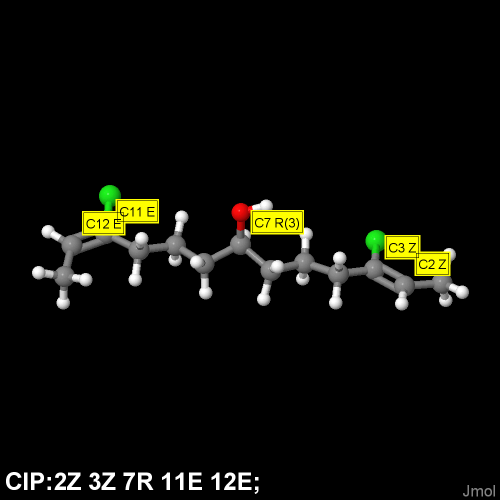 C11 E
C12 E
C7 R(3)
C3 Z
C2 Z
CIP:2Z 3Z 7R 11E 12E;
Jmol